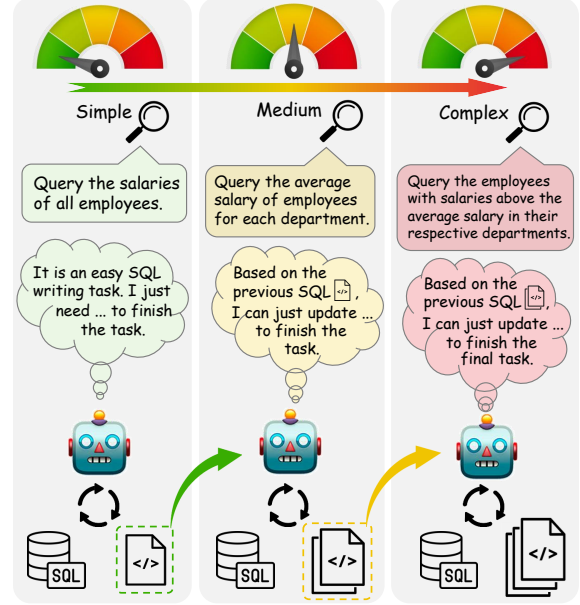 Simple
Query the salaries
of all employees.
It is an easy SQL
writing task. I just
need ... to finish
the task.
SQL
</>
Medium
Query the average
salary of employees
for each department.
Based on the
previous SQL </> ,
I can just update ...
to finish the
task.
SQL
</>
Complex
Query the employees
with salaries above the
average salary in their
respective departments.
Based on the
previous SQL </> ,
I can just update ...
to finish the
final task.
SQL
</>